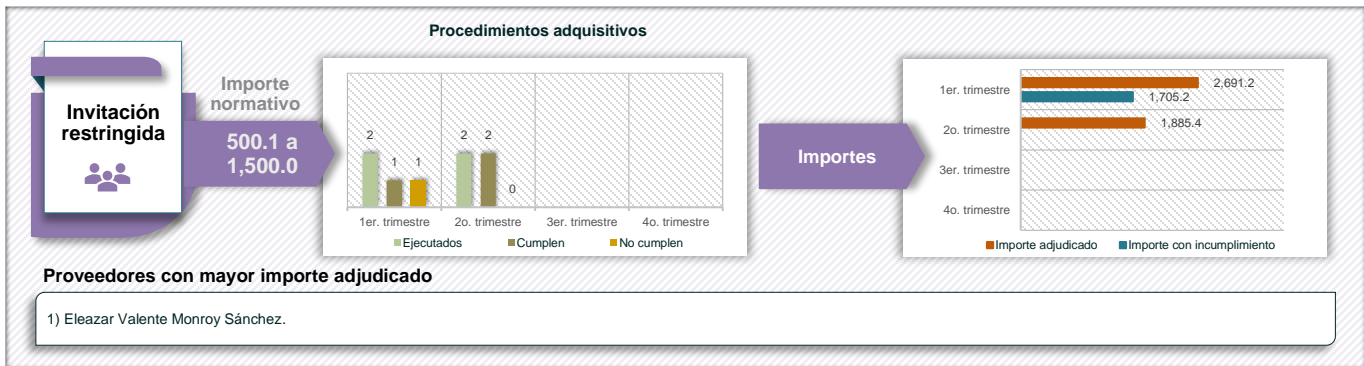 Procedimientos adquisitivos
Invitación
restringida
Importe
normativo
500.1 a
1,500.0
2
1
1
2
2
0
1er. trimestre
2o. trimestre
3er. trimestre
4o. trimestre
Ejecutados
Cumplen
No cumplen
Importes
1er. trimestre
2,691.2
1,705.2
2o. trimestre
1,885.4
3er. trimestre
4o. trimestre
Importe adjudicado
Importe con incumplimiento
Proveedores con mayor importe adjudicado
1) Eleazar Valente Monroy Sánchez.